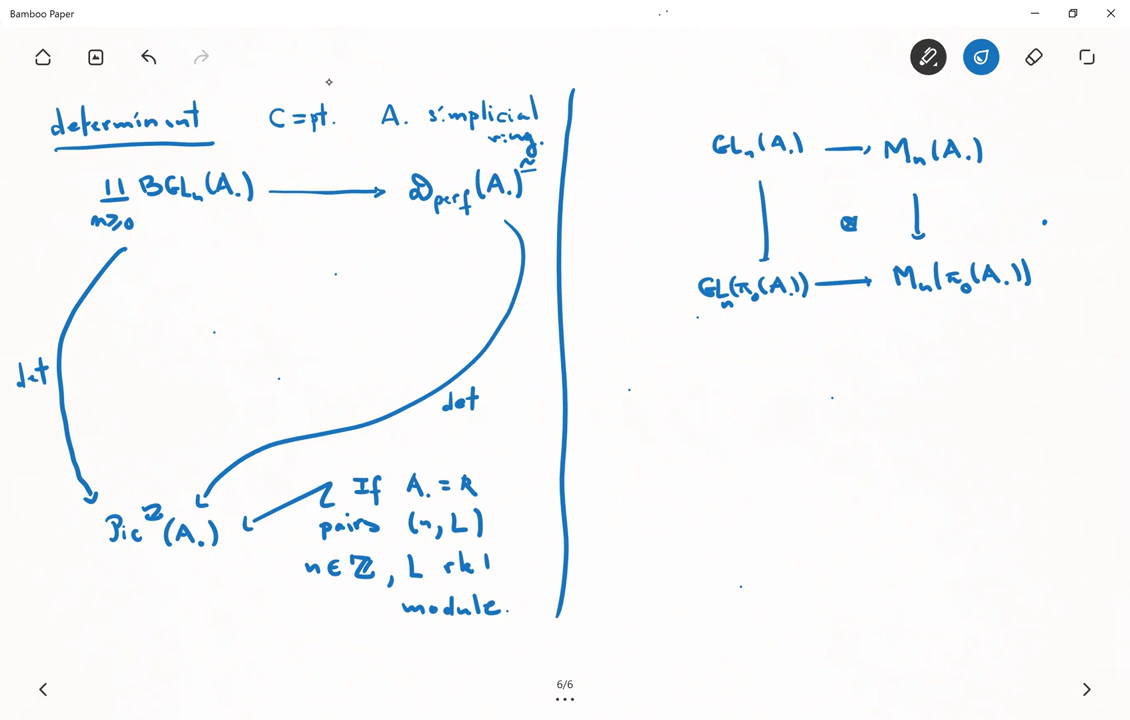 Bamboo Paper
determinant C = pt. A. simplicial ring.
∐ BGLₙ(A.) ⟶ 𝒟perf(A.)^≃
n≥0
det
det
Pic^ℤ(A.)
If A. = R
pairs (n, L)
n ∈ ℤ, L rk 1
module.
GLₙ(A.) ⟶ Mₙ(A.)
GLₙ(π₀(A.)) ⟶ Mₙ(π₀(A.))
6/6